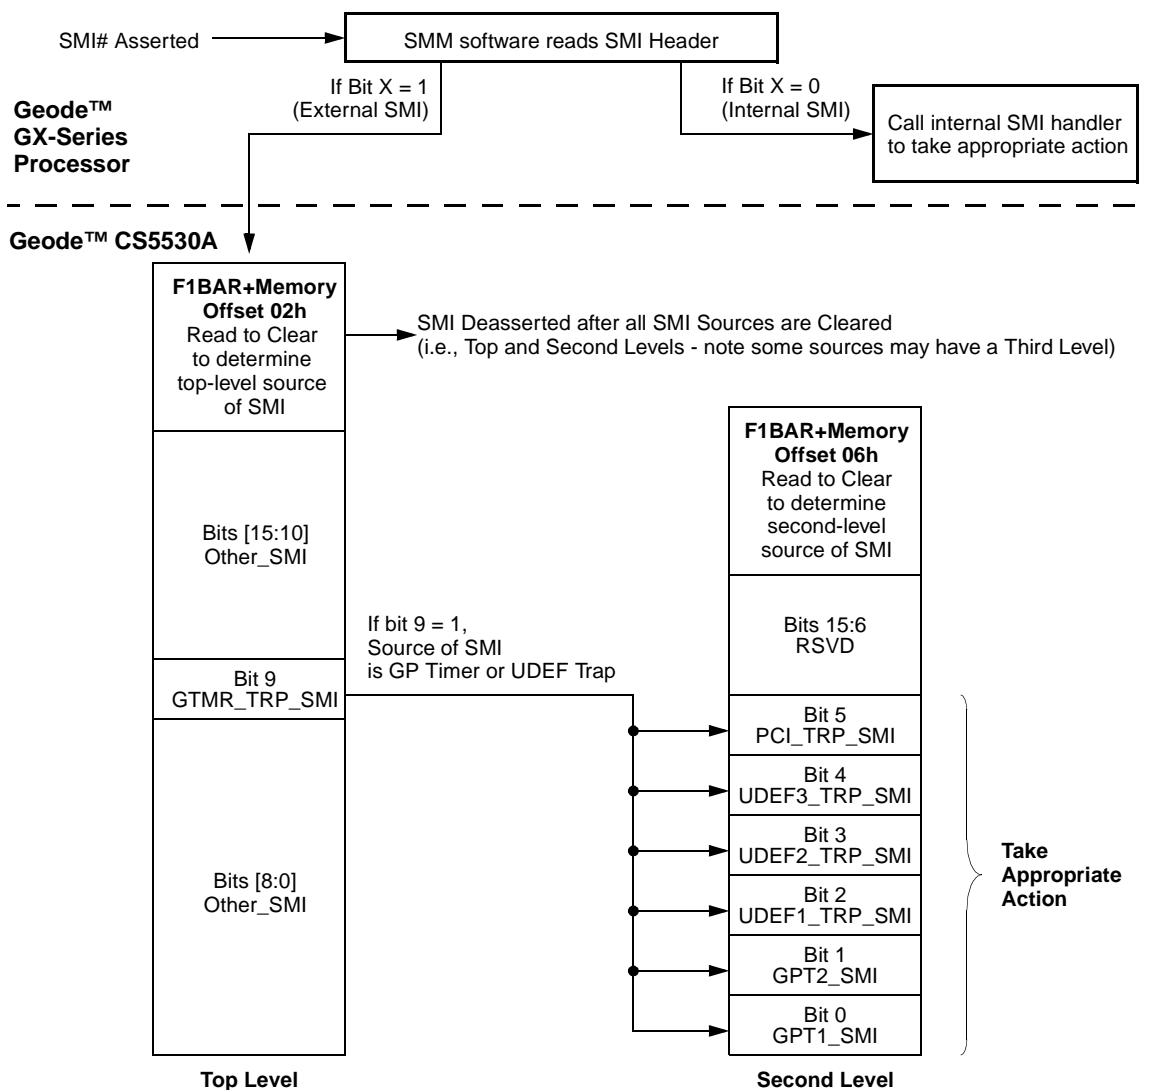 SMI# Asserted
SMM software reads SMI Header
If Bit X = 1
(External SMI)
If Bit X = 0
(Internal SMI)
Geode™
GX-Series
Processor
Call internal SMI handler
to take appropriate action
Geode™ CS5530A
F1BAR+Memory
Offset 02h
Read to Clear
to determine
top-level source
of SMI
SMI Deasserted after all SMI Sources are Cleared
(i.e., Top and Second Levels - note some sources may have a Third Level)
F1BAR+Memory
Offset 06h
Read to Clear
to determine
second-level
source of SMI
Bits [15:10]
Other_SMI
If bit 9 = 1,
Source of SMI
is GP Timer or UDEF Trap
Bits 15:6
RSVD
Bit 9
GTMR_TRP_SMI
Bit 5
PCI_TRP_SMI
Bit 4
UDEF3_TRP_SMI
Bit 3
UDEF2_TRP_SMI
Bit 2
UDEF1_TRP_SMI
Bit 1
GPT2_SMI
Bit 0
GPT1_SMI
Bits [8:0]
Other_SMI
Take
Appropriate
Action
Top Level
Second Level